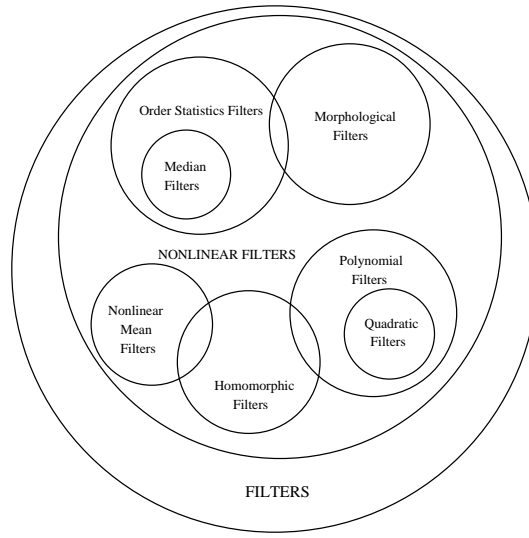 Order Statistics Filters
Morphological
Filters
Median
Filters
NONLINEAR FILTERS
Polynomial
Filters
Nonlinear
Mean
Filters
Quadratic
Filters
Homomorphic
Filters
FILTERS